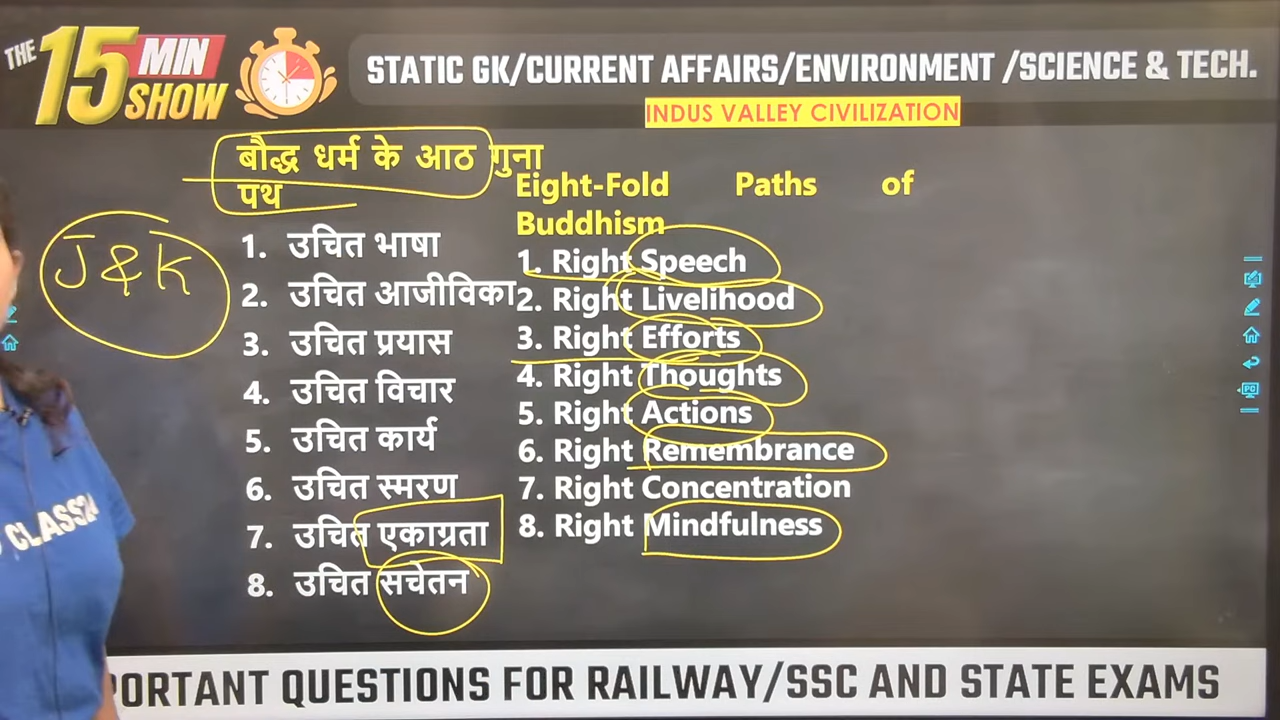 THE
15 MIN
SHOW
STATIC GK/CURRENT AFFAIRS/ENVIRONMENT /SCIENCE & TECH.
INDUS VALLEY CIVILIZATION
बौद्ध धर्म के आठ गुना
पथ
J&K
1. उचित भाषा
2. उचित आजीविका
3. उचित प्रयास
4. उचित विचार
5. उचित कार्य
6. उचित स्मरण
7. उचित एकाग्रता
8. उचित सचेतन
Eight-Fold Paths of
Buddhism
1. Right Speech
2. Right Livelihood
3. Right Efforts
4. Right Thoughts
5. Right Actions
6. Right Remembrance
7. Right Concentration
8. Right Mindfulness
PC
CLASS24
PORTANT QUESTIONS FOR RAILWAY/SSC AND STATE EXAMS